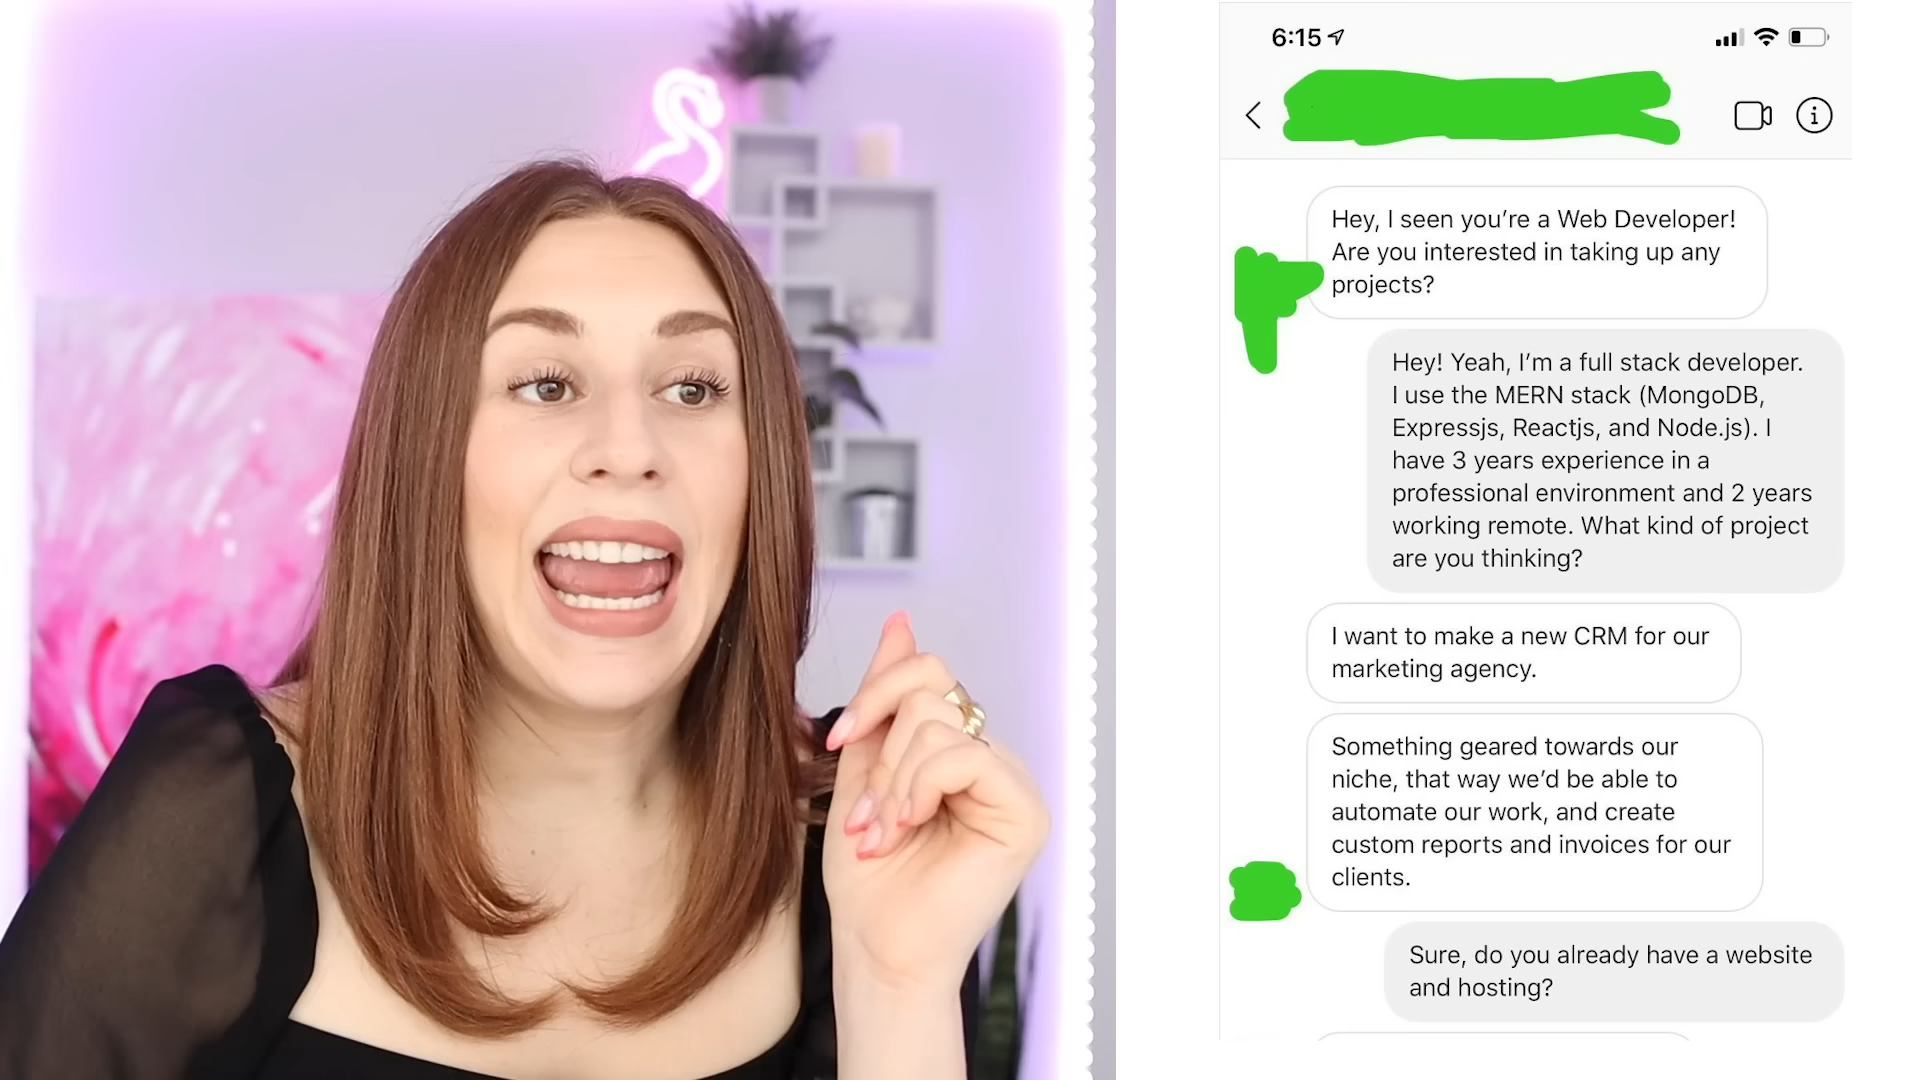 6:15
Hey, I seen you’re a Web Developer!
Are you interested in taking up any
projects?
Hey! Yeah, I’m a full stack developer.
I use the MERN stack (MongoDB,
Expressjs, Reactjs, and Node.js). I
have 3 years experience in a
professional environment and 2 years
working remote. What kind of project
are you thinking?
I want to make a new CRM for our
marketing agency.
Something geared towards our
niche, that way we’d be able to
automate our work, and create
custom reports and invoices for our
clients.
Sure, do you already have a website
and hosting?